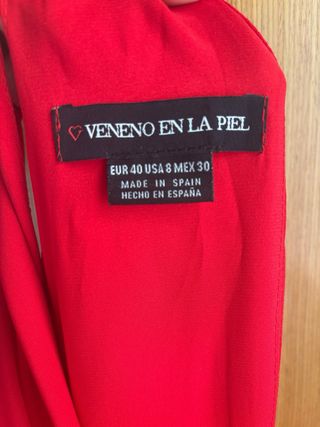 VENENO EN LA PIEL
EUR 40 USA 8 MEX 30
MADE IN SPAIN
HECHO EN ESPAÑA